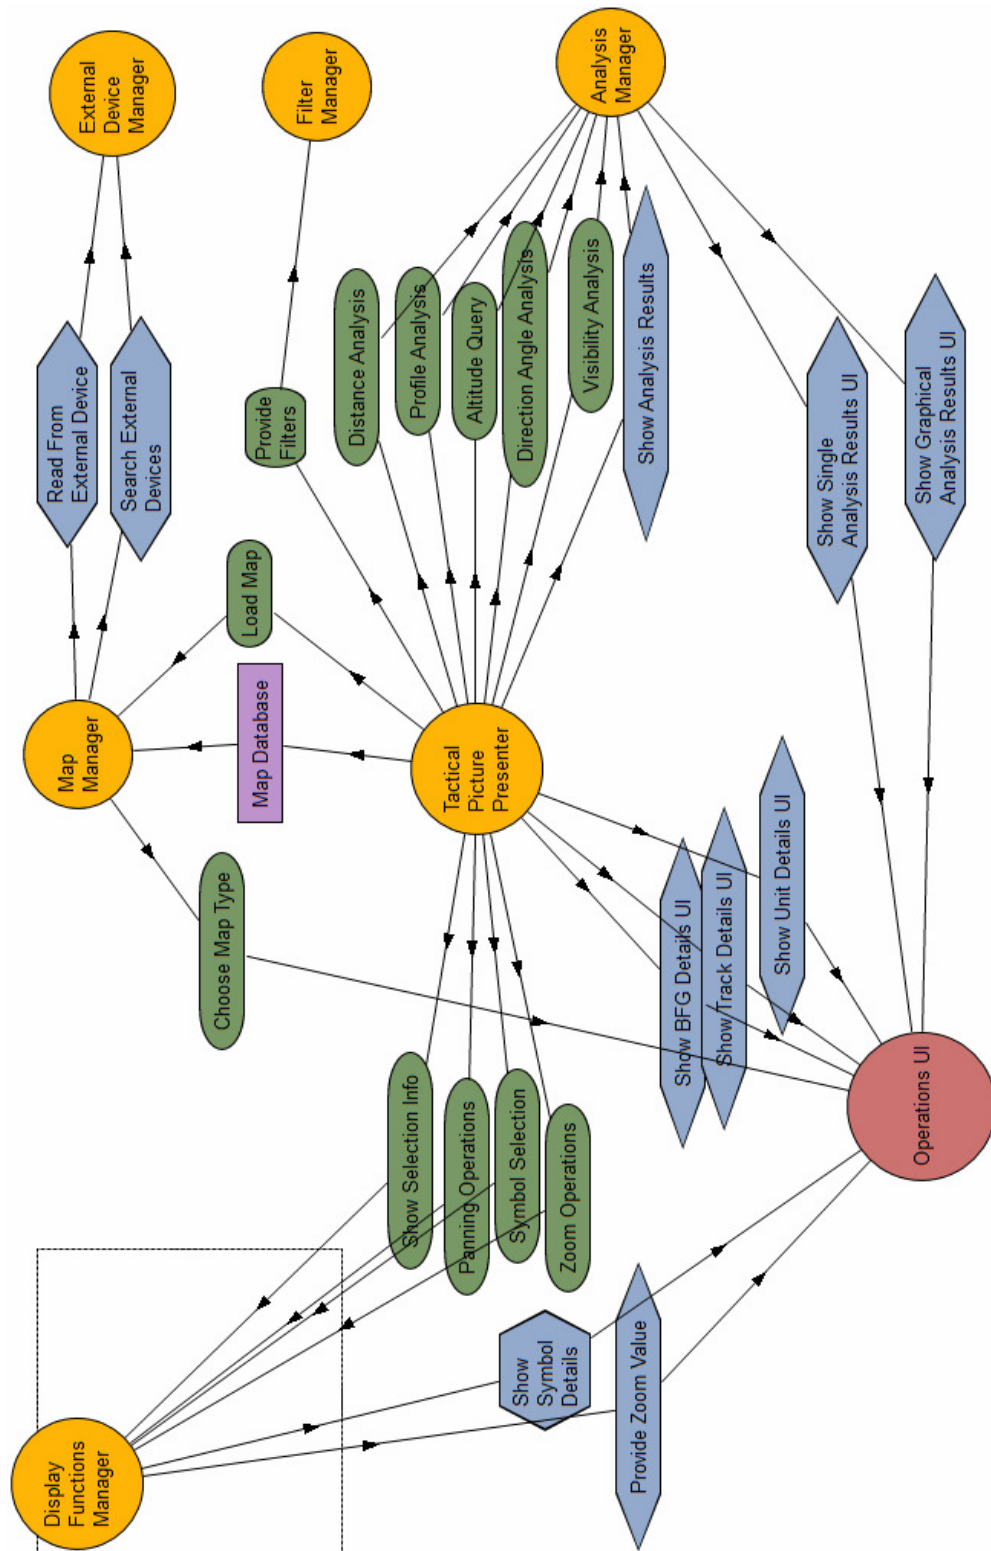 External
Device
Manager
Filter
Manager
Analysis
Manager
Read From
External Device
Search External
Devices
Provide
Filters
Distance Analysis
Profile Analysis
Altitude Query
Direction Angle Analysis
Visibility Analysis
Show Analysis Results
Show Single
Analysis Results UI
Show Graphical
Analysis Results UI
Load Map
Map
Manager
Map Database
Tactical
Picture
Presenter
Choose Map Type
Show BFG Details UI
Show Track Details UI
Show Unit Details UI
Show Selection Info
Panning Operations
Symbol Selection
Zoom Operations
Operations UI
Display
Functions
Manager
Show
Symbol
Details
Provide Zoom Value